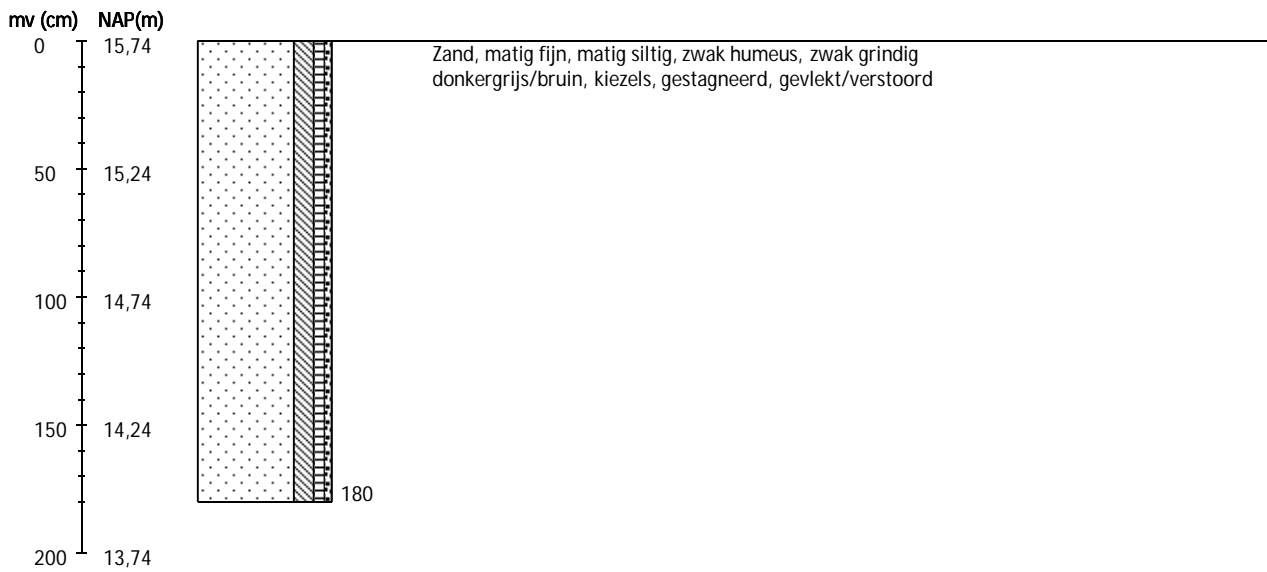 mv (cm) NAP(m)
0 15,74
Zand, matig fijn, matig siltig, zwak humeus, zwak grindig
donkergrijs/bruin, kiezels, gestagneerd, gevlekt/verstoord
50 15,24
100 14,74
150 14,24
180
200 13,74